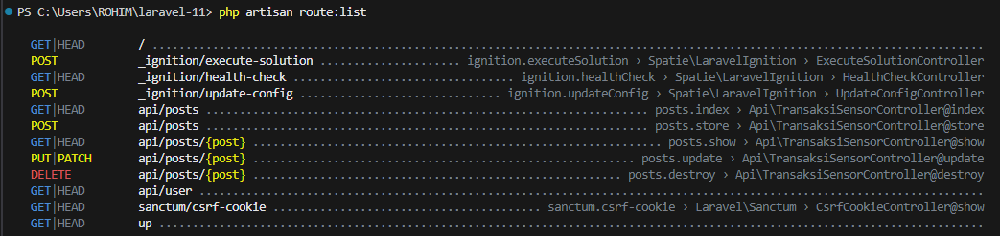 PS C:\Users\ROHIM\laravel-11> php artisan route:list
GET|HEAD / ........................................................................................................................
POST _ignition/execute-solution ...................... ignition.executeSolution › Spatie\LaravelIgnition › ExecuteSolutionController
GET|HEAD _ignition/health-check ................................ ignition.healthCheck › Spatie\LaravelIgnition › HealthCheckController
POST _ignition/update-config ............................... ignition.updateConfig › Spatie\LaravelIgnition › UpdateConfigController
GET|HEAD api/posts ................................................................ posts.index › Api\TransaksiSensorController@index
POST api/posts ................................................................ posts.store › Api\TransaksiSensorController@store
GET|HEAD api/posts/{post} ........................................................... posts.show › Api\TransaksiSensorController@show
PUT|PATCH api/posts/{post} ....................................................... posts.update › Api\TransaksiSensorController@update
DELETE api/posts/{post} ..................................................... posts.destroy › Api\TransaksiSensorController@destroy
GET|HEAD api/user .................................................................................................................
GET|HEAD sanctum/csrf-cookie ....................................... sanctum.csrf-cookie › Laravel\Sanctum › CsrfCookieController@show
GET|HEAD up .......................................................................................................................